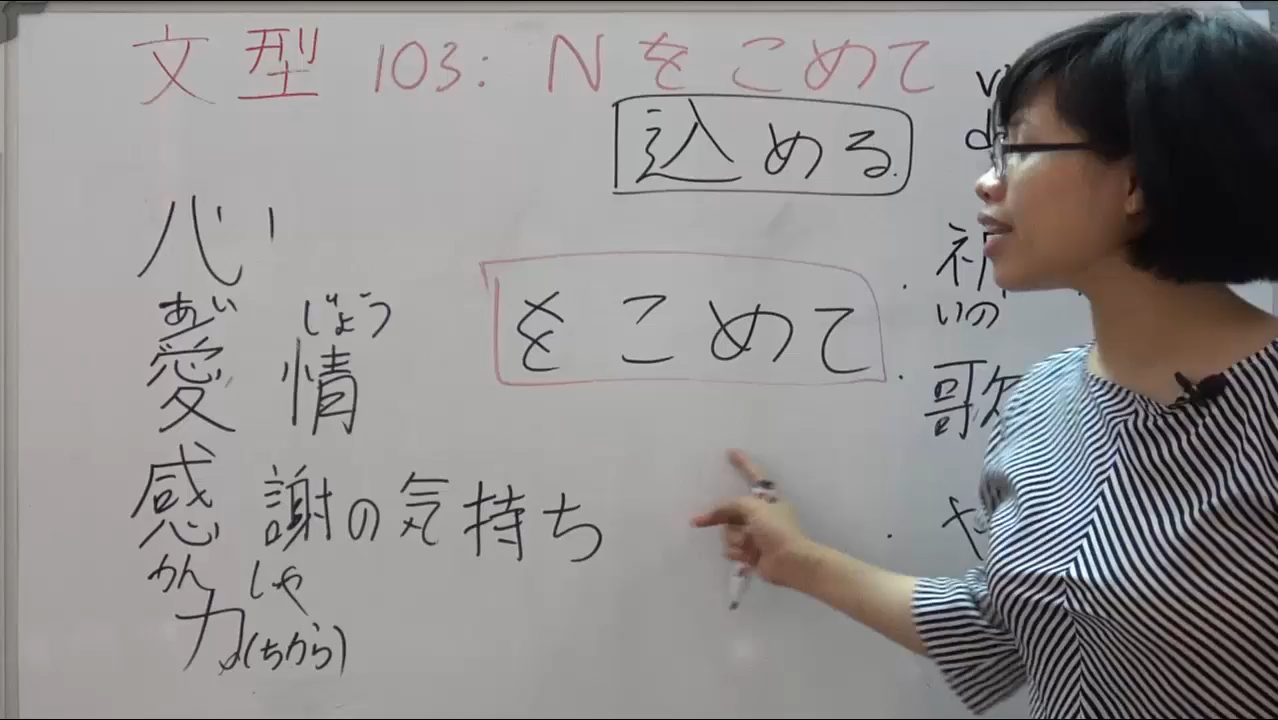 文型 103: Nをこめて
込める
心
あい じょう
愛情
をこめて
感謝の気持ち
かん しゃ
力(ちから)
いの
歌